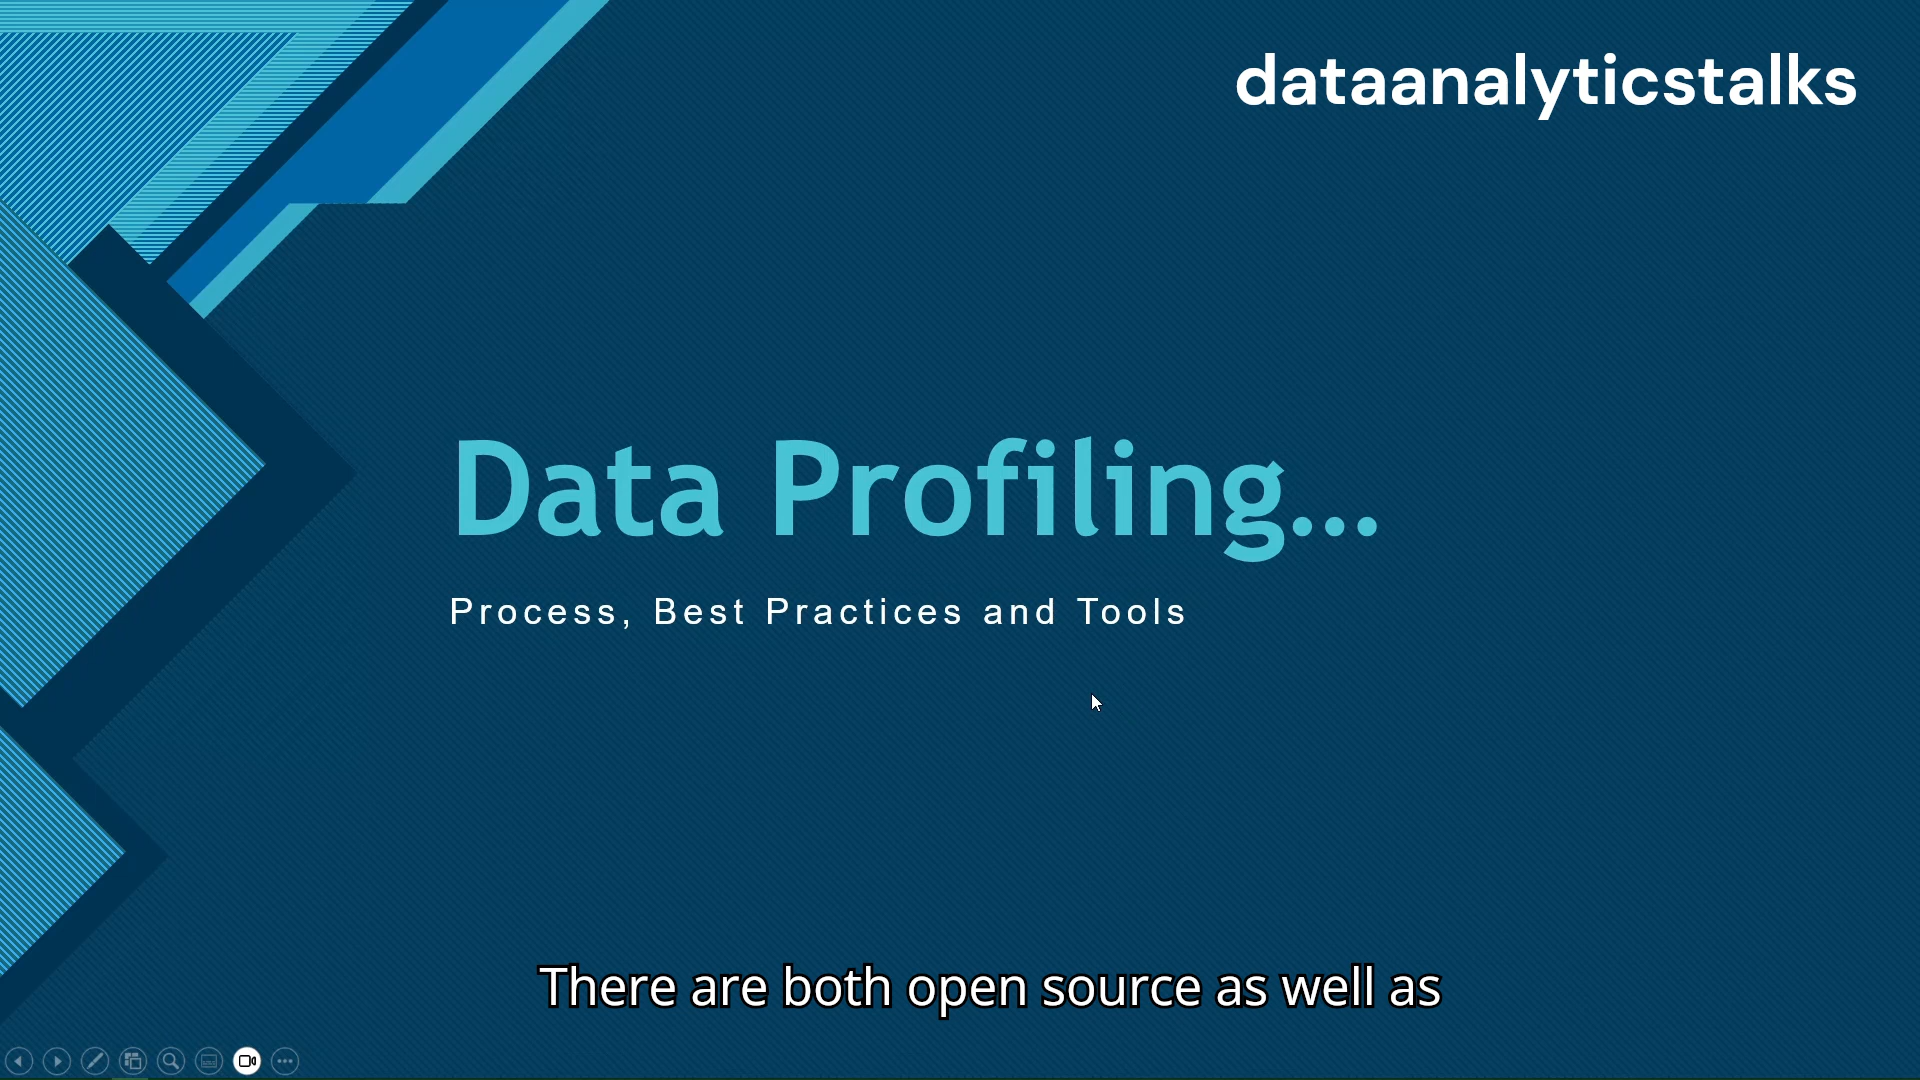 dataanalyticstalks
Data Profiling...
Process, Best Practices and Tools
There are both open source as well as